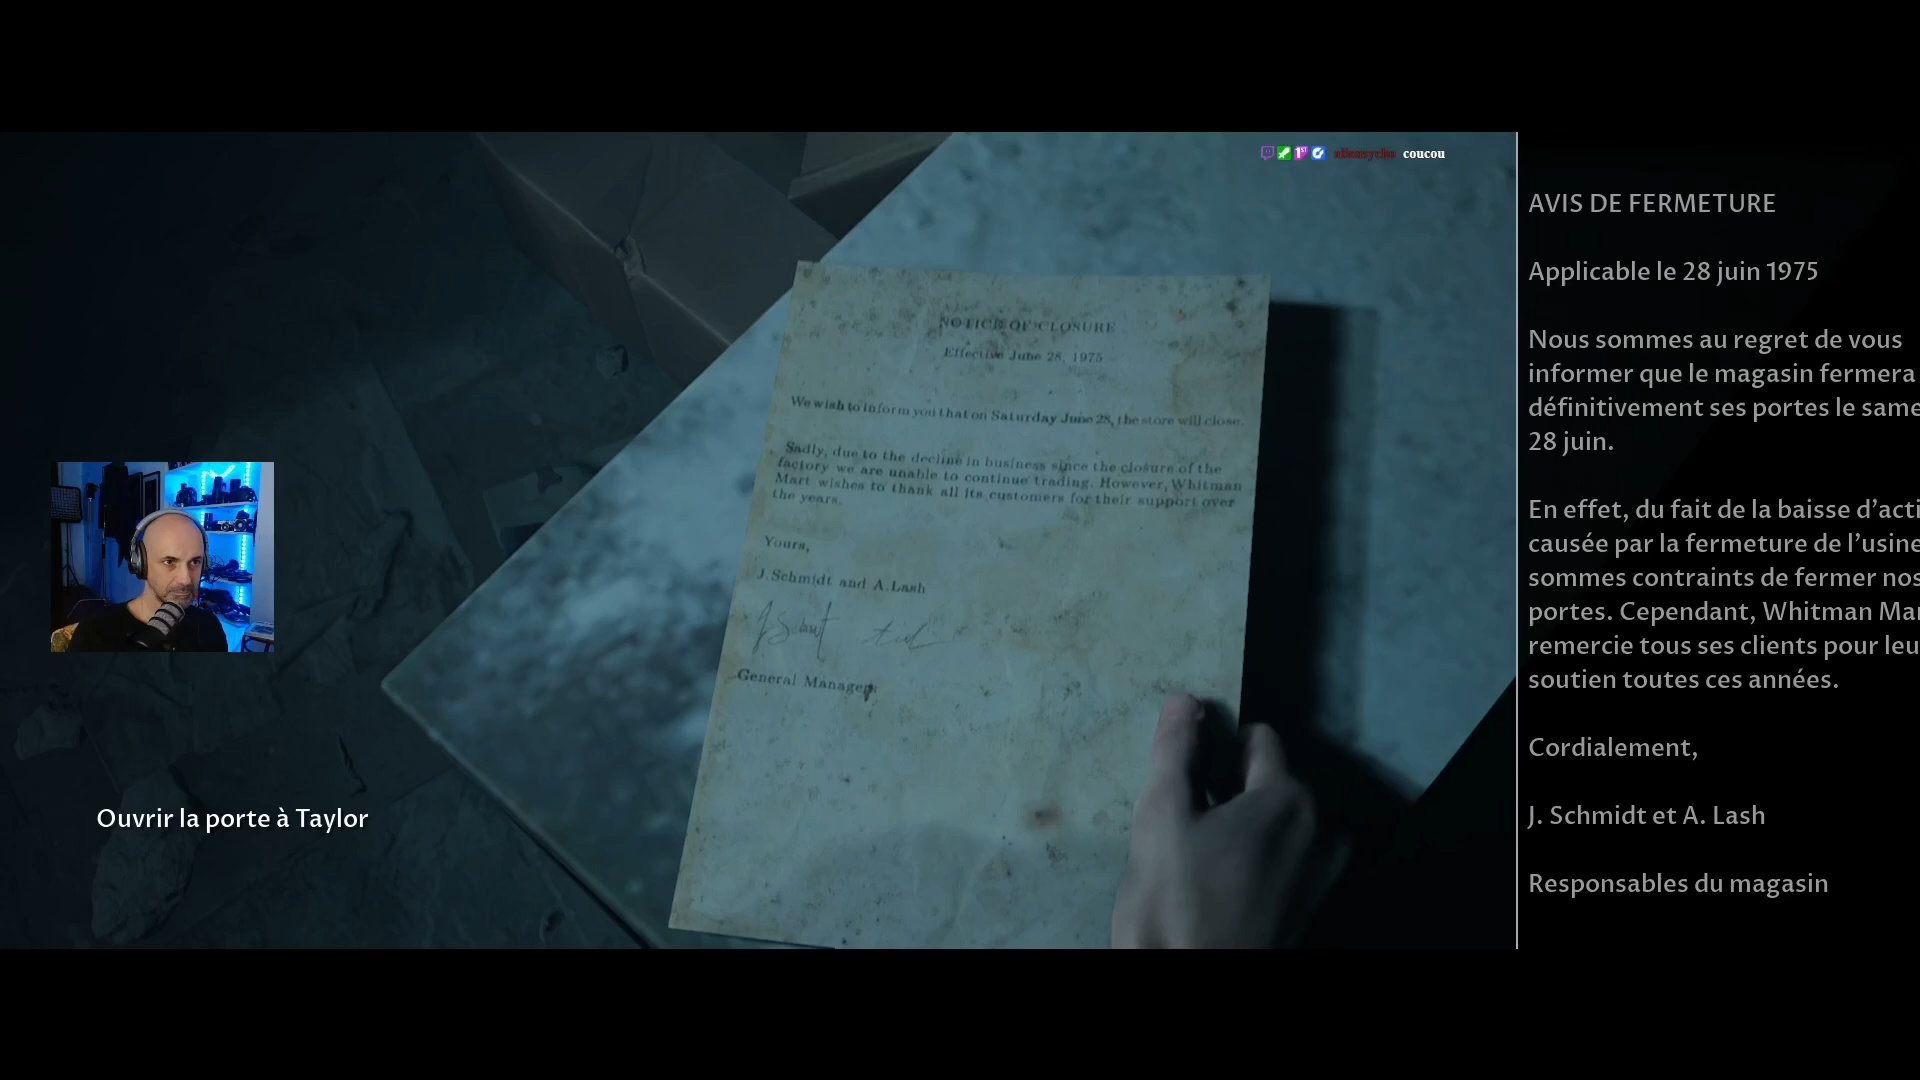 coucou
NOTICE OF CLOSURE
Effective June 28, 1975
We wish to inform you that on Saturday June 28, the store will close.
Sadly, due to the decline in business since the closure of the
factory we are unable to continue trading. However, Whitman
Mart wishes to thank all its customers for their support over
the years.
Yours,
J.Schmidt and A.Lash
General Manager
Ouvrir la porte à Taylor
AVIS DE FERMETURE
Applicable le 28 juin 1975
Nous sommes au regret de vous
informer que le magasin fermera
définitivement ses portes le same
28 juin.
En effet, du fait de la baisse d'acti
causée par la fermeture de l'usine
sommes contraints de fermer nos
portes. Cependant, Whitman Mar
remercie tous ses clients pour leu
soutien toutes ces années.
Cordialement,
J. Schmidt et A. Lash
Responsables du magasin